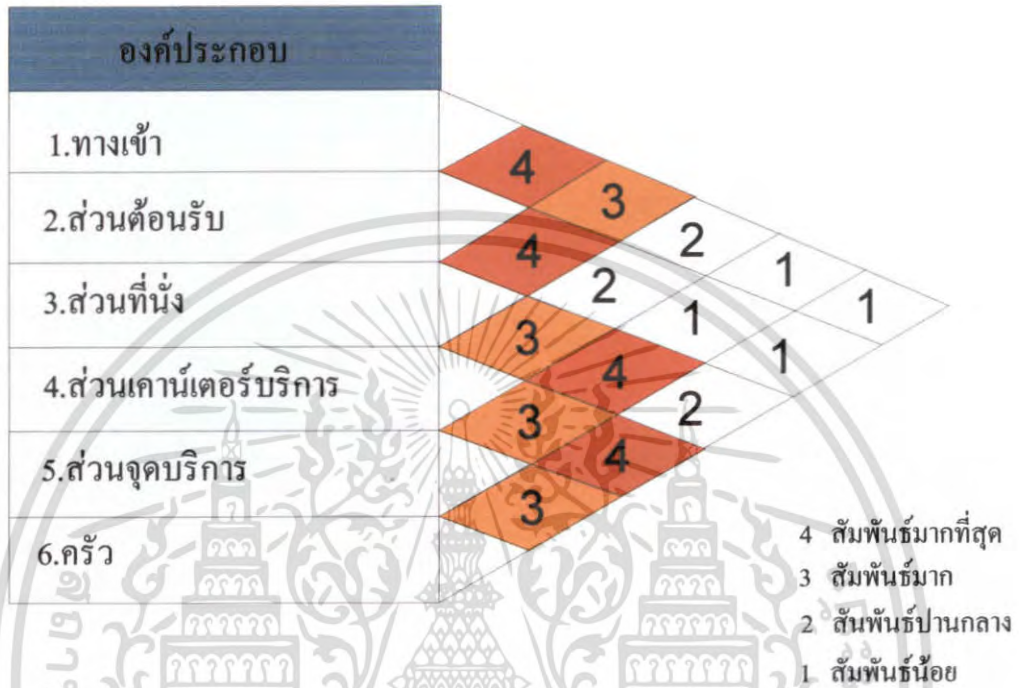 องค์ประกอบ
1.ทางเข้า
2.ส่วนต้อนรับ
3.ส่วนที่นั่ง
4.ส่วนเคาน์เตอร์บริการ
5.ส่วนจุดบริการ
6.ครัว
4
3
4
2
2
1
3
1
1
4
1
3
2
4
3
4 สัมพันธ์มากที่สุด
3 สัมพันธ์มาก
2 สันพันธ์ปานกลาง
1 สัมพันธ์น้อย